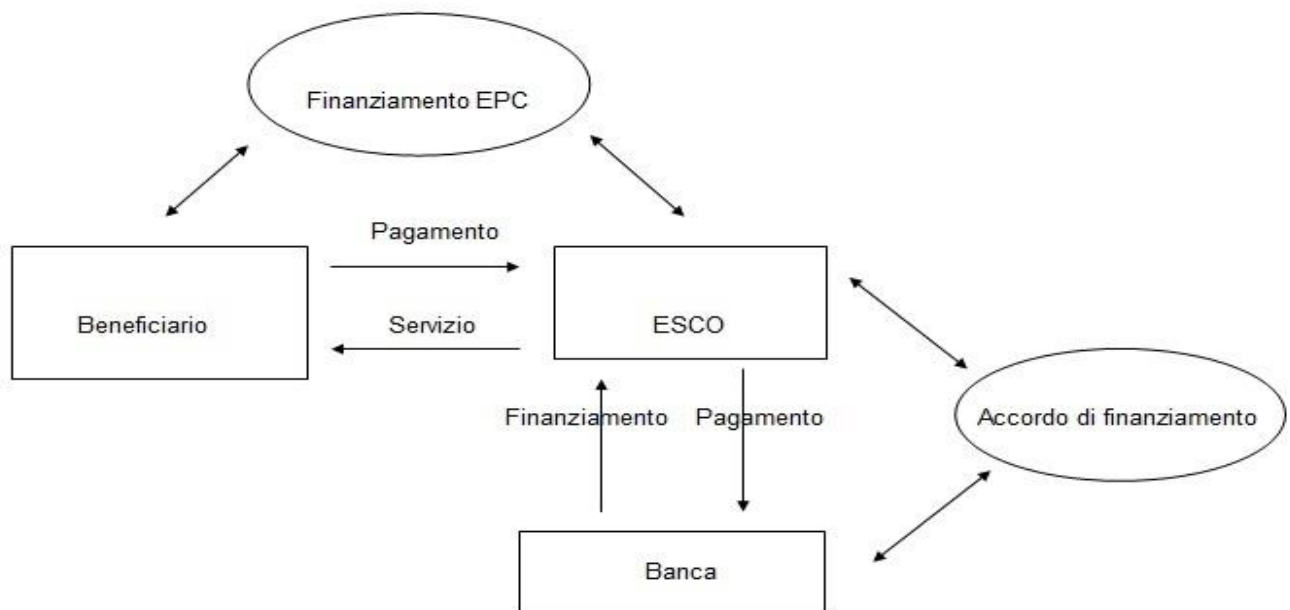 Finanziamento EPC
Pagamento
Beneficiario
Servizio
ESCO
Finanziamento
Pagamento
Accordo di finanziamento
Banca